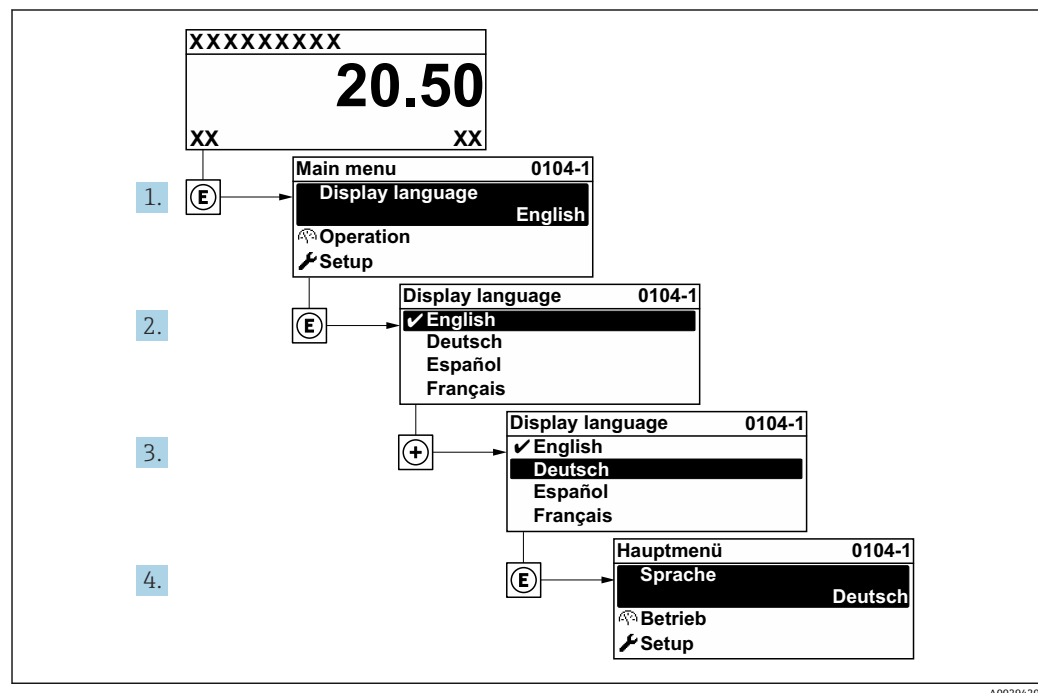 XXXXXXXXX
20.50
XX XX
1. E
Main menu 0104-1
Display language
English
Operation
Setup
2. E
Display language 0104-1
✔ English
Deutsch
Español
Français
3. +
Display language 0104-1
✔ English
Deutsch
Español
Français
4. E
Hauptmenü 0104-1
Sprache
Deutsch
Betrieb
Setup